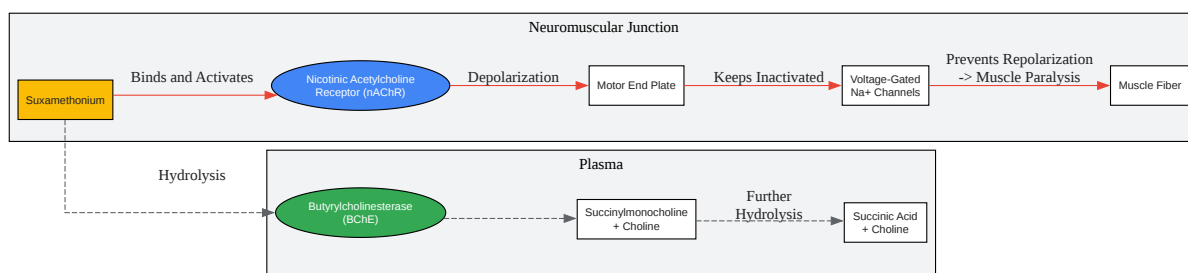 Neuromuscular Junction
Suxamethonium
Binds and Activates
Nicotinic Acetylcholine
Receptor (nAChR)
Depolarization
Motor End Plate
Keeps Inactivated
Voltage-Gated
Na+ Channels
Prevents Repolarization
-> Muscle Paralysis
Muscle Fiber
Plasma
Hydrolysis
Butyrylcholinesterase
(BChE)
Succinylmonocholine
+ Choline
Further
Hydrolysis
Succinic Acid
+ Choline